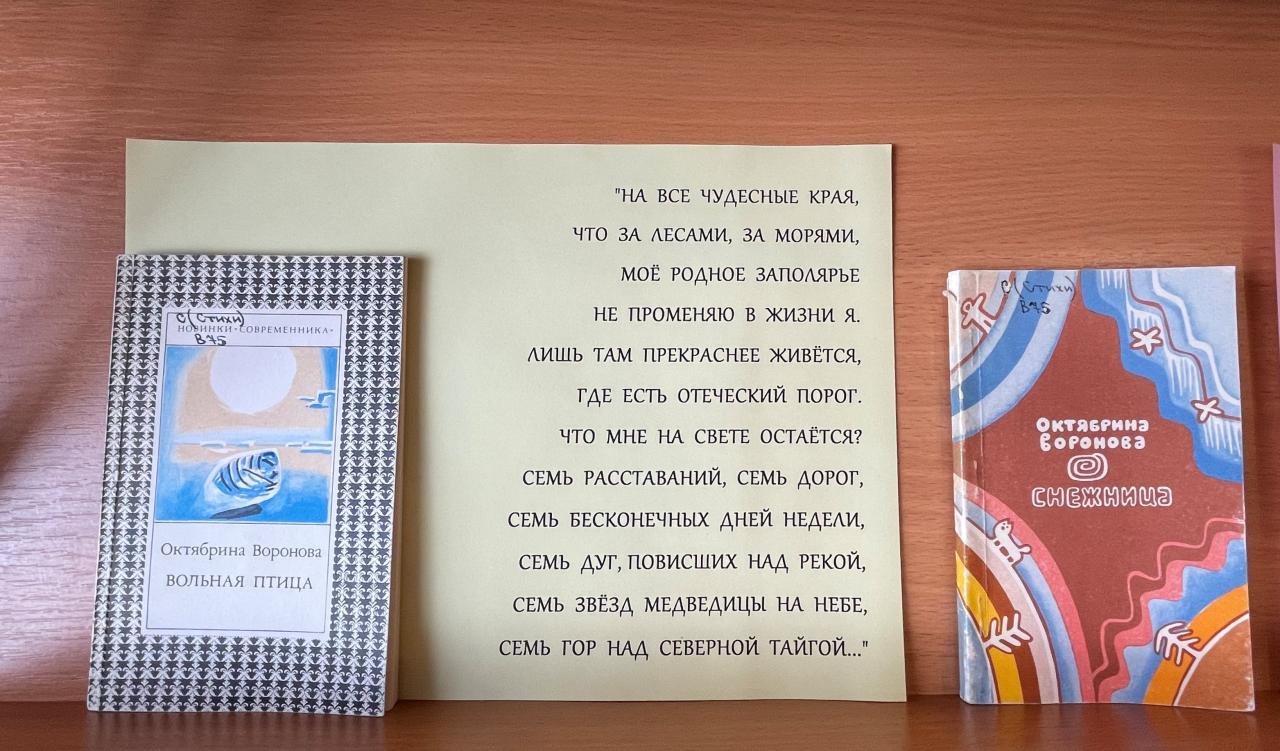 "НА ВСЕ ЧУДЕСНЫЕ КРАЯ,
ЧТО ЗА ЛЕСАМИ, ЗА МОРЯМИ,
МОЁ РОДНОЕ ЗАПОЛЯРЬЕ
НЕ ПРОМЕНЯЮ В ЖИЗНИ Я.
ЛИШЬ ТАМ ПРЕКРАСНЕЕ ЖИВЁТСЯ,
ГДЕ ЕСТЬ ОТЕЧЕСКИЙ ПОРОГ.
ЧТО МНЕ НА СВЕТЕ ОСТАЁТСЯ?
СЕМЬ РАССТАВАНИЙ, СЕМЬ ДОРОГ,
СЕМЬ БЕСКОНЕЧНЫХ ДНЕЙ НЕДЕЛИ,
СЕМЬ ДУГ, ПОВИСШИХ НАД РЕКОЙ,
СЕМЬ ЗВЁЗД МЕДВЕДИЦЫ НА НЕБЕ,
СЕМЬ ГОР НАД СЕВЕРНОЙ ТАЙГОЙ..."
С(Стихи)
НОВИНКИ «СОВРЕМЕННИКА»
В75
Октябрина Воронова
ВОЛЬНАЯ ПТИЦА
С(Стихи)
В75
Октябрина
Воронова
СНЕЖНИЦА